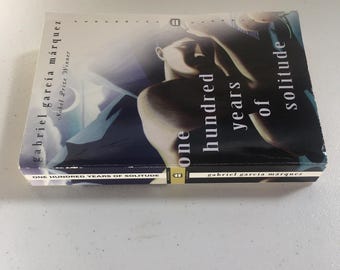 gabriel garcía márquez
Nobel Prize Winner
one
hundred
years
of
solitude
ONE HUNDRED YEARS OF SOLITUDE
gabriel garcía márquez